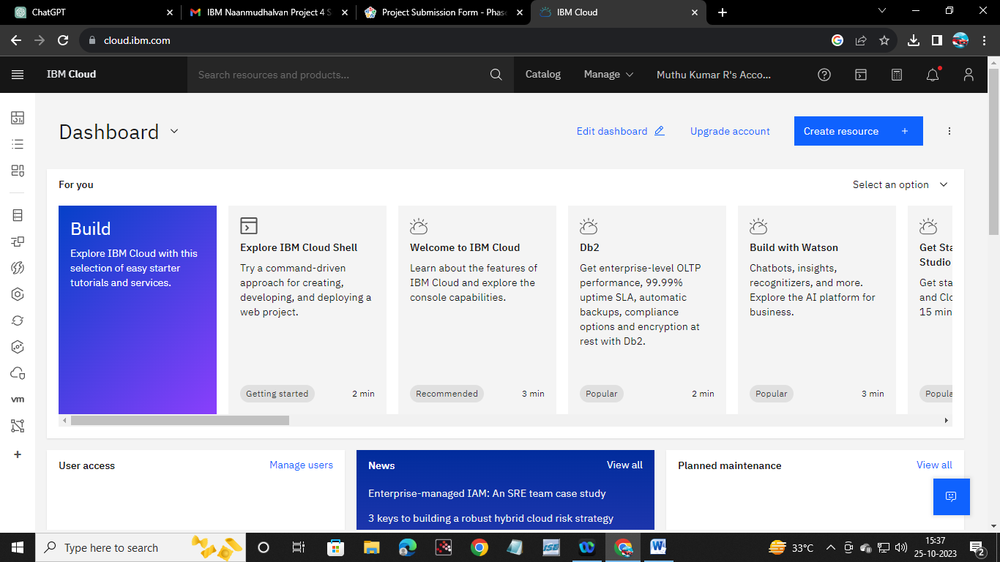 ChatGPT
IBM Naanmudhalvan Project 4 S
Project Submission Form - Phase
IBM Cloud
cloud.ibm.com
IBM Cloud
Search resources and products...
Catalog
Manage
Muthu Kumar R's Acco...
Dashboard
Edit dashboard
Upgrade account
Create resource +
For you
Select an option
Build
Explore IBM Cloud with this
selection of easy starter
tutorials and services.
Explore IBM Cloud Shell
Try a command-driven
approach for creating,
developing, and deploying a
web project.
Getting started
2 min
Welcome to IBM Cloud
Learn about the features of
IBM Cloud and explore the
console capabilities.
Recommended
3 min
Db2
Get enterprise-level OLTP
performance, 99.99%
uptime SLA, automatic
backups, compliance
options and encryption at
rest with Db2.
Popular
2 min
Build with Watson
Chatbots, insights,
recognitizers, and more.
Explore the AI platform for
business.
Popular
3 min
Get Sta
Studio
Get sta
and Clo
15 min
Popula
vm
User access
Manage users
News
View all
Enterprise-managed IAM: An SRE team case study
3 keys to building a robust hybrid cloud risk strategy
Planned maintenance
View all
Type here to search
ISE
W
33°C
15:37
25-10-2023
2